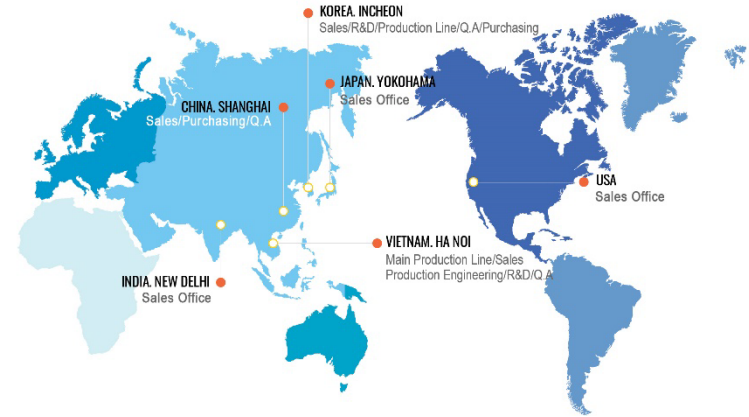 KOREA. INCHEON
Sales/R&D/Production Line/Q.A/Purchasing
JAPAN. YOKOHAMA
Sales Office
CHINA. SHANGHAI
Sales/Purchasing/Q.A
USA
Sales Office
VIETNAM. HA NOI
Main Production Line/Sales
Production Engineering/R&D/Q.A
INDIA. NEW DELHI
Sales Office